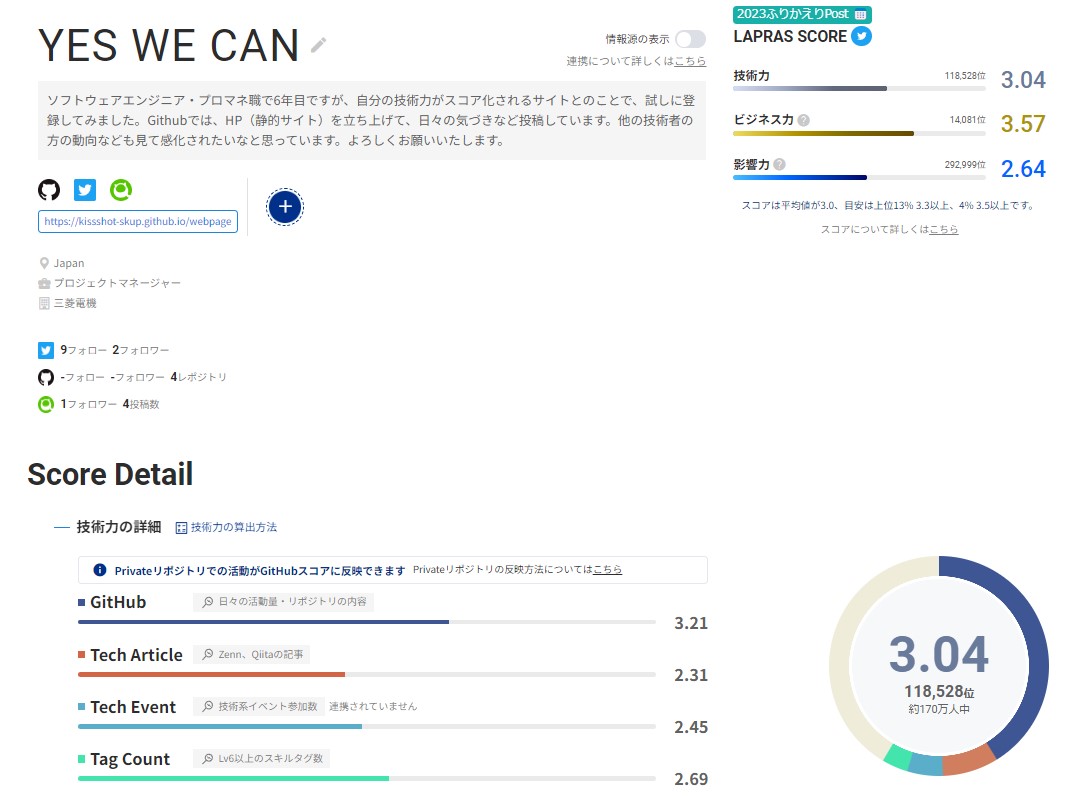 YES WE CAN
情報源の表示
連携について詳しくはこちら
ソフトウェアエンジニア・プロマネ職で6年目ですが、自分の技術力がスコア化されるサイトとのことで、試しに登
録してみました。Githubでは、HP（静的サイト）を立ち上げて、日々の気づきなど投稿しています。他の技術者の
方の動向なども見て感化されたいなと思っています。よろしくお願いいたします。
https://kissshot-skup.github.io/webpage
Japan
プロジェクトマネージャー
三菱電機
9フォロー 2フォロワー
-フォロー -フォロワー 4レポジトリ
1フォロワー 4投稿数
2023ふりかえりPost
LAPRAS SCORE
技術力 118,528位 3.04
ビジネス力 ? 14,081位 3.57
影響力 ? 292,999位 2.64
スコアは平均値が3.0、目安は上位13% 3.3以上、4% 3.5以上です。
スコアについて詳しくはこちら
Score Detail
技術力の詳細 技術力の算出方法
Privateリポジトリでの活動がGitHubスコアに反映できます Privateリポジトリの反映方法についてはこちら
GitHub 日々の活動量・リポジトリの内容
3.21
Tech Article Zenn、Qiitaの記事
2.31
Tech Event 技術系イベント参加数 連携されていません
2.45
Tag Count Lv6以上のスキルタグ数
2.69
3.04
118,528位
約170万人中